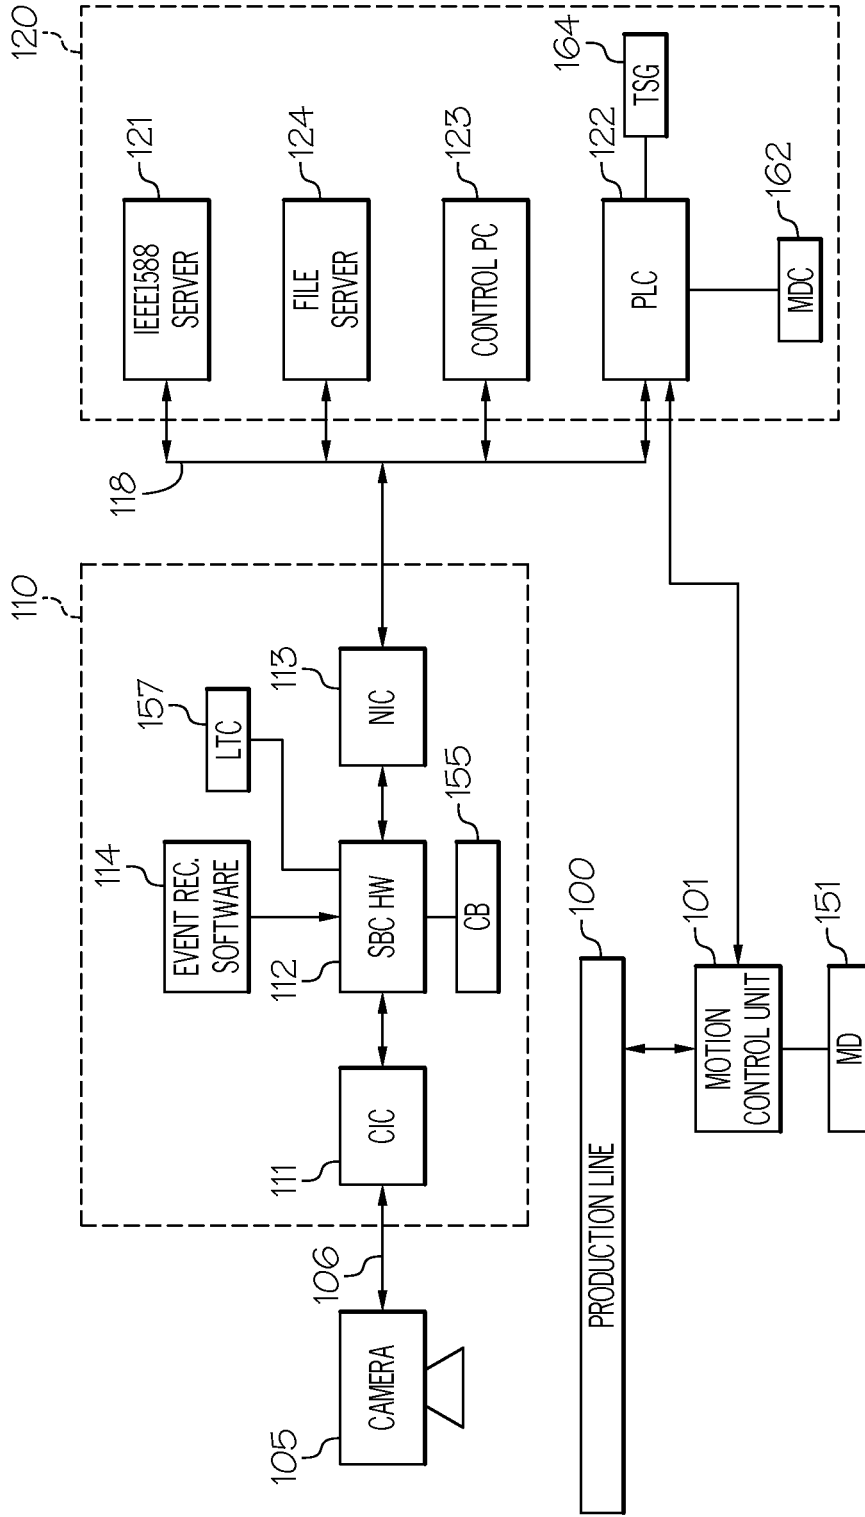 120
121
IEEE1588
SERVER
124
FILE
SERVER
123
CONTROL PC
122
PLC
164
TSG
162
MDC
118
110
157
LTC
113
NIC
114
EVENT REC.
SOFTWARE
112
SBC HW
155
CB
111
CIC
106
105
CAMERA
100
PRODUCTION LINE
101
MOTION
CONTROL UNIT
151
MD